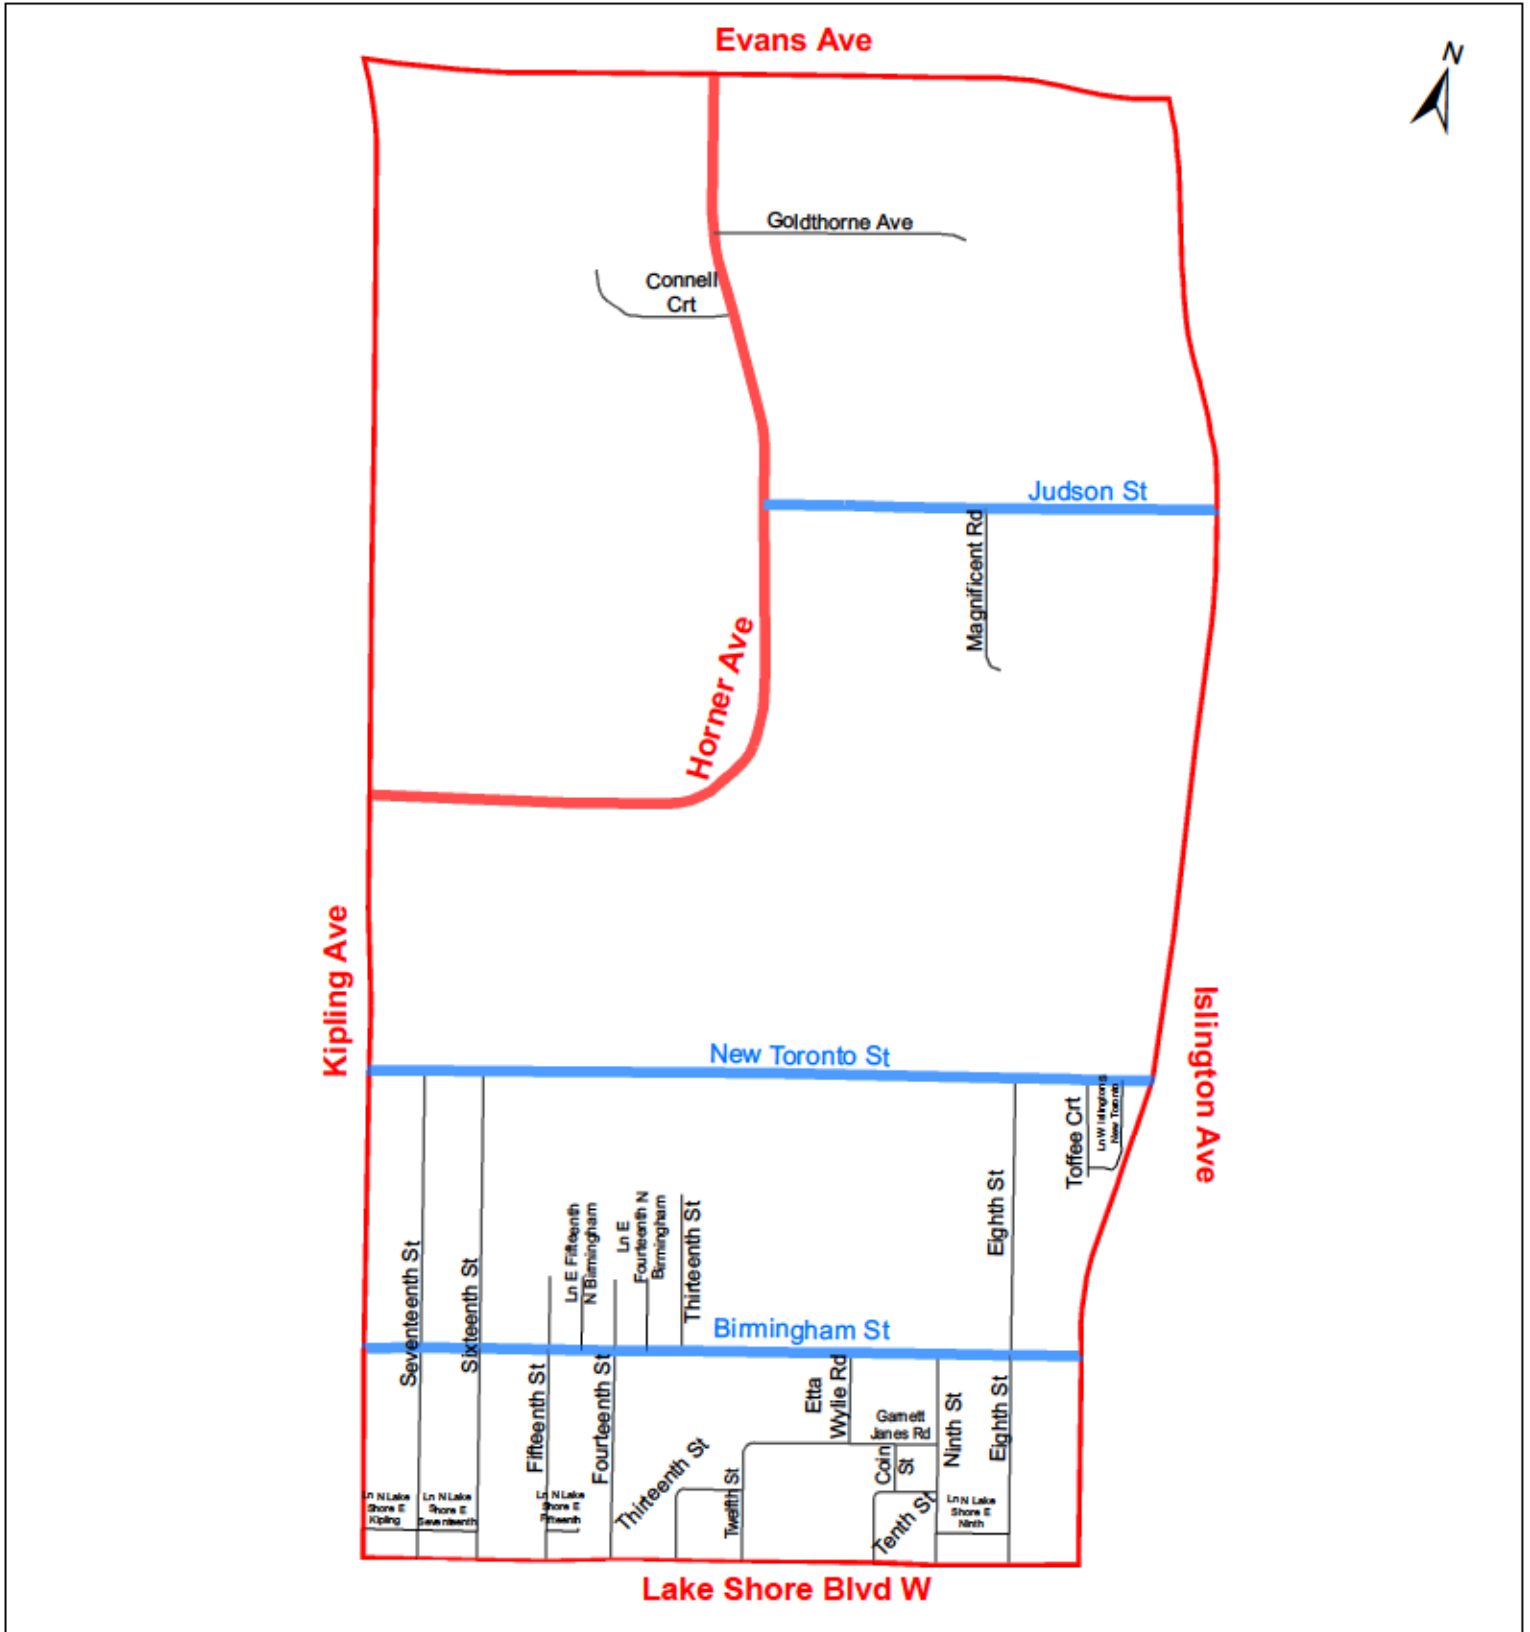 Evans Ave
N
Goldthorne Ave
Connell
Crt
Judson St
Magnificent Rd
Horner Ave
Kipling Ave
Islington Ave
New Toronto St
Toffee Crt
Ln W Islington S
New Toronto
Eighth St
Seventeenth St
Sixteenth St
Ln E Fifteenth
N Birmingham
Ln E
Fourteenth N
Birmingham
Thirteenth St
Birmingham St
Fifteenth St
Fourteenth St
Thirteenth St
Twelfth St
Etta
Wylie Rd
Garnett
Janes Rd
Coin
St
Tenth St
Ninth St
Eighth St
Ln N Lake
Shore E
Kipling
Ln N Lake
Shore E
Seventeenth
Ln N Lake
Shore E
Fifteenth
Ln N Lake
Shore E
Ninth
Lake Shore Blvd W